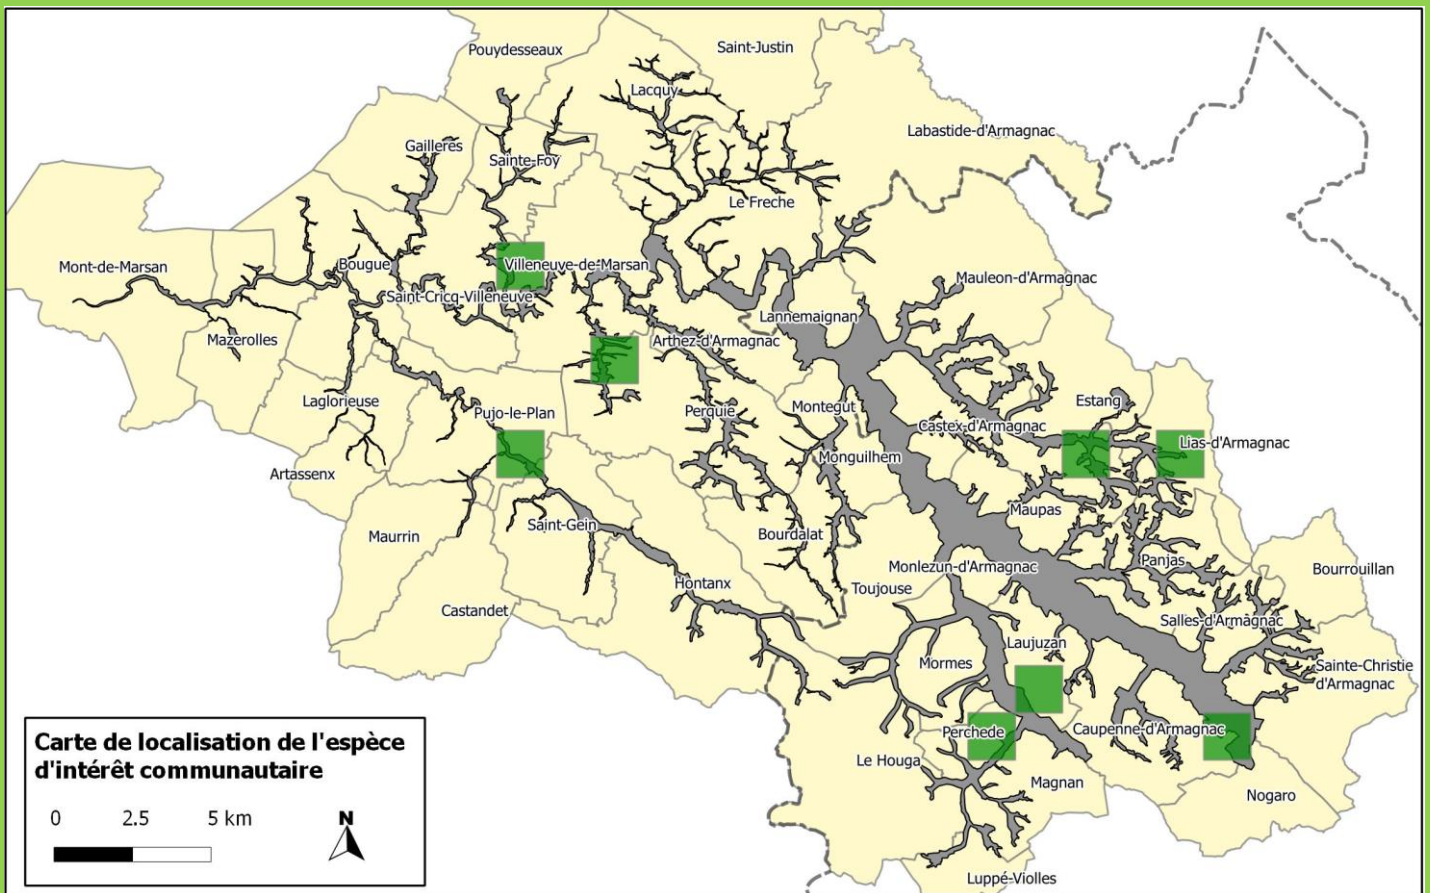 Pouydesseaux
Saint-Justin
Lacquy
Labastide-d'Armagnac
Gailleres
Sainte-Foy
Le Freche
Mont-de-Marsan
Bougue
Villeneuve-de-Marsan
Mauleon-d'Armagnac
Saint-Cricq-Villeneuve
Lannemaignan
Mazerolles
Arthez-d'Armagnac
Laglorieuse
Pujo-le-Plan
Perquie
Montegut
Estang
Castex-d'Armagnac
Lias-d'Armagnac
Monguilhem
Artassenx
Maupas
Maurrin
Saint-Gein
Bourdalat
Panjas
Monlezun-d'Armagnac
Bourrouillan
Hontanx
Toujouse
Castandet
Salles-d'Armagnac
Laujuzan
Mormes
Sainte-Christie
d'Armagnac
Perchede
Caupenne-d'Armagnac
Le Houga
Magnan
Nogaro
Luppé-Violles
Carte de localisation de l'espèce
d'intérêt communautaire
0 2.5 5 km
N